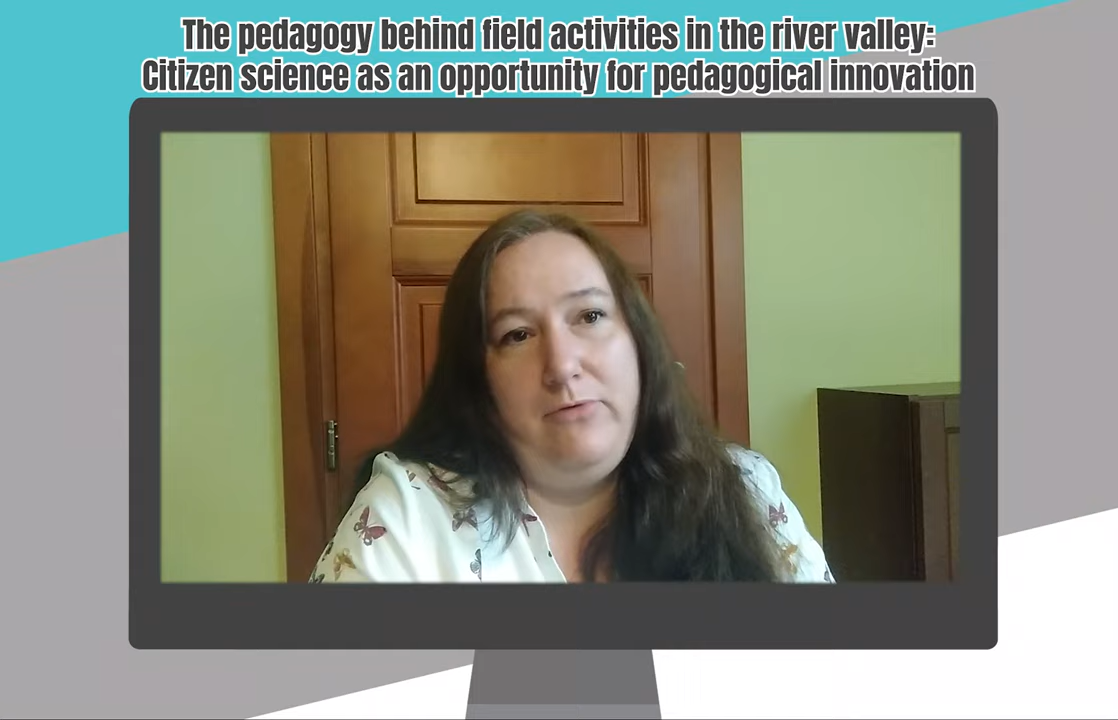 The pedagogy behind field activities in the river valley:
Citizen science as an opportunity for pedagogical innovation